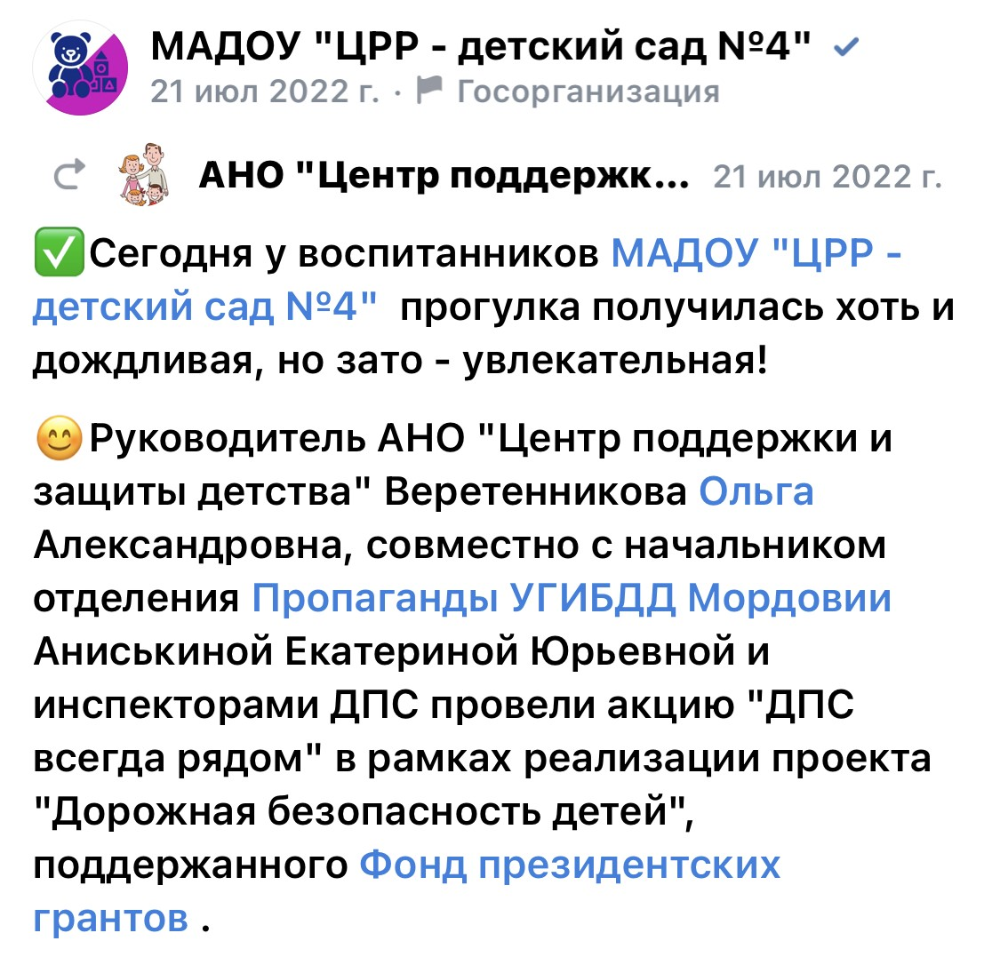 МАДОУ "ЦРР - детский сад №4"
21 июл 2022 г. · Госорганизация
АНО "Центр поддержк... 21 июл 2022 г.
✅Сегодня у воспитанников МАДОУ "ЦРР -
детский сад №4" прогулка получилась хоть и
дождливая, но зато - увлекательная!
😊Руководитель АНО "Центр поддержки и
защиты детства" Веретенникова Ольга
Александровна, совместно с начальником
отделения Пропаганды УГИБДД Мордовии
Аниськиной Екатериной Юрьевной и
инспекторами ДПС провели акцию "ДПС
всегда рядом" в рамках реализации проекта
"Дорожная безопасность детей",
поддержанного Фонд президентских
грантов .